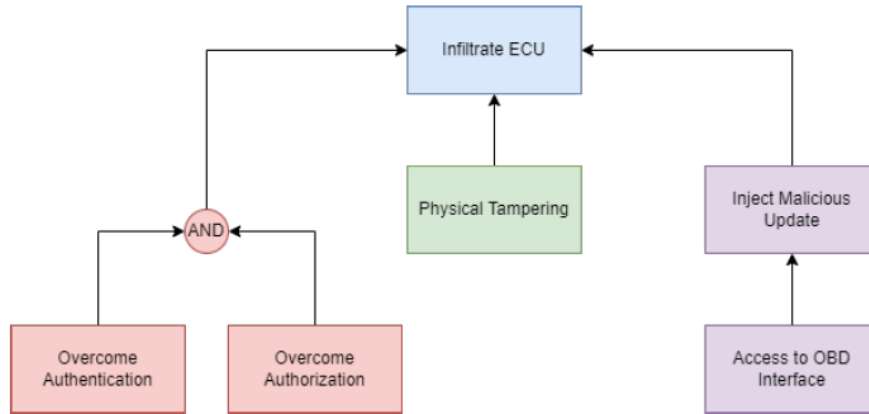 Infiltrate ECU
Physical Tampering
Inject Malicious
Update
AND
Overcome
Authentication
Overcome
Authorization
Access to OBD
Interface